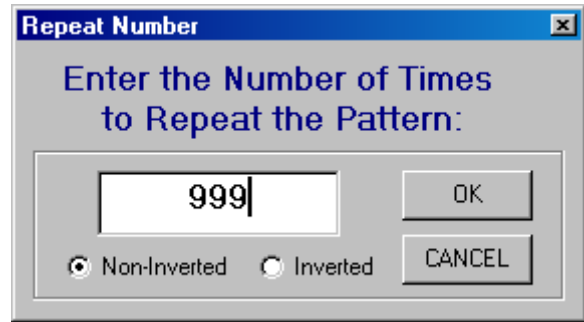 Repeat Number
Enter the Number of Times
to Repeat the Pattern:
999
OK
Non-Inverted
Inverted
CANCEL